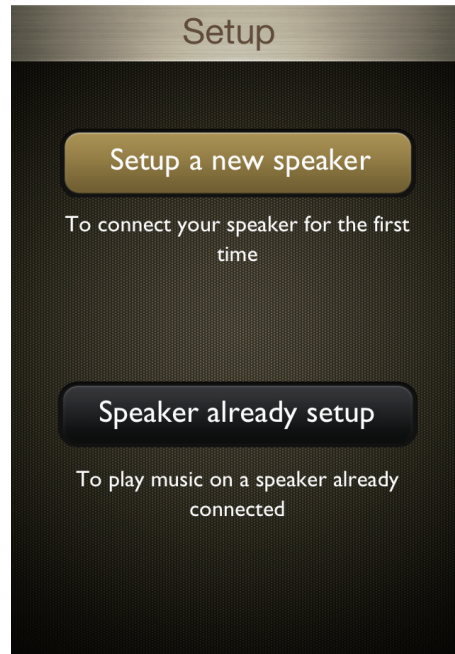 Setup
Setup a new speaker
To connect your speaker for the first
time
Speaker already setup
To play music on a speaker already
connected